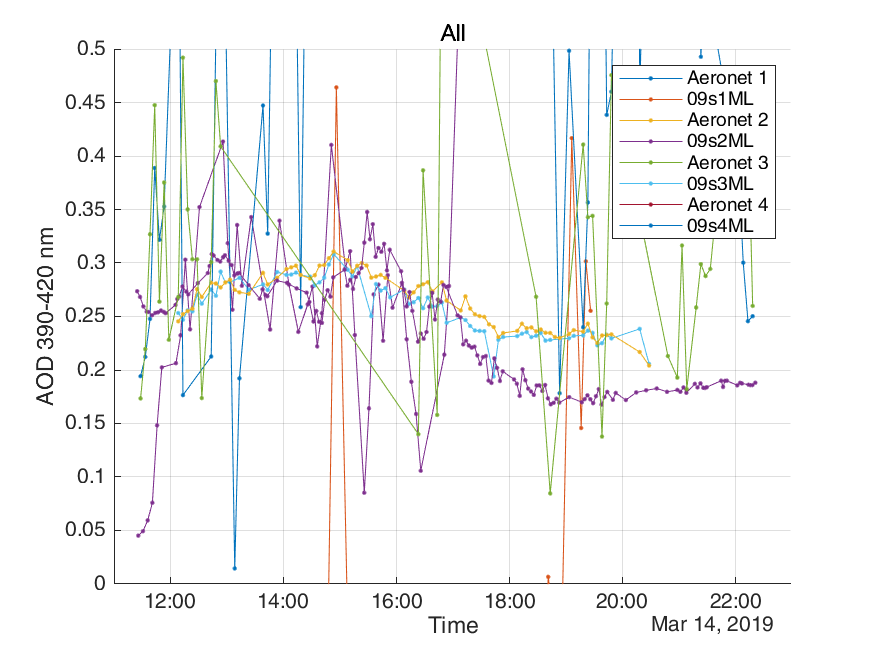 All
0.5
0.45
0.4
0.35
0.3
0.25
0.2
0.15
0.1
0.05
0
AOD 390-420 nm
12:00 14:00 16:00 18:00 20:00 22:00
Time
Mar 14, 2019
Aeronet 1
09s1ML
Aeronet 2
09s2ML
Aeronet 3
09s3ML
Aeronet 4
09s4ML